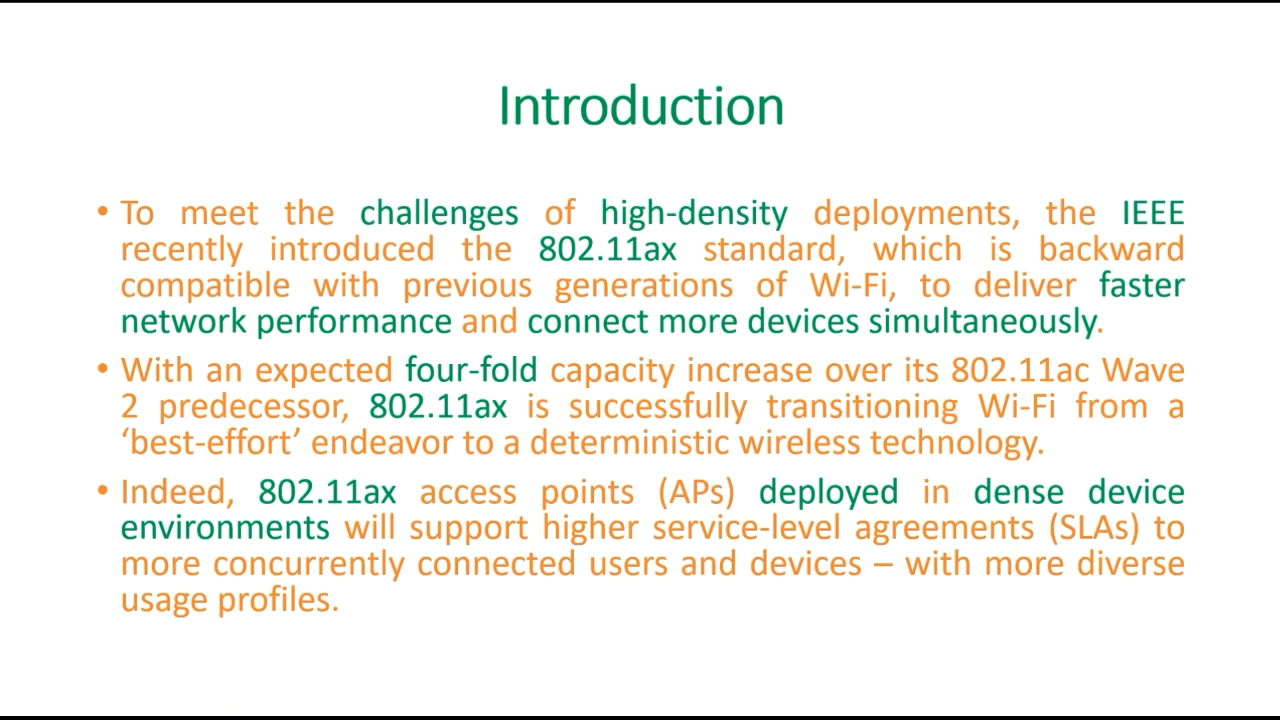 Introduction
• To meet the challenges of high-density deployments, the IEEE
recently introduced the 802.11ax standard, which is backward
compatible with previous generations of Wi-Fi, to deliver faster
network performance and connect more devices simultaneously.
• With an expected four-fold capacity increase over its 802.11ac Wave
2 predecessor, 802.11ax is successfully transitioning Wi-Fi from a
‘best-effort’ endeavor to a deterministic wireless technology.
• Indeed, 802.11ax access points (APs) deployed in dense device
environments will support higher service-level agreements (SLAs) to
more concurrently connected users and devices – with more diverse
usage profiles.